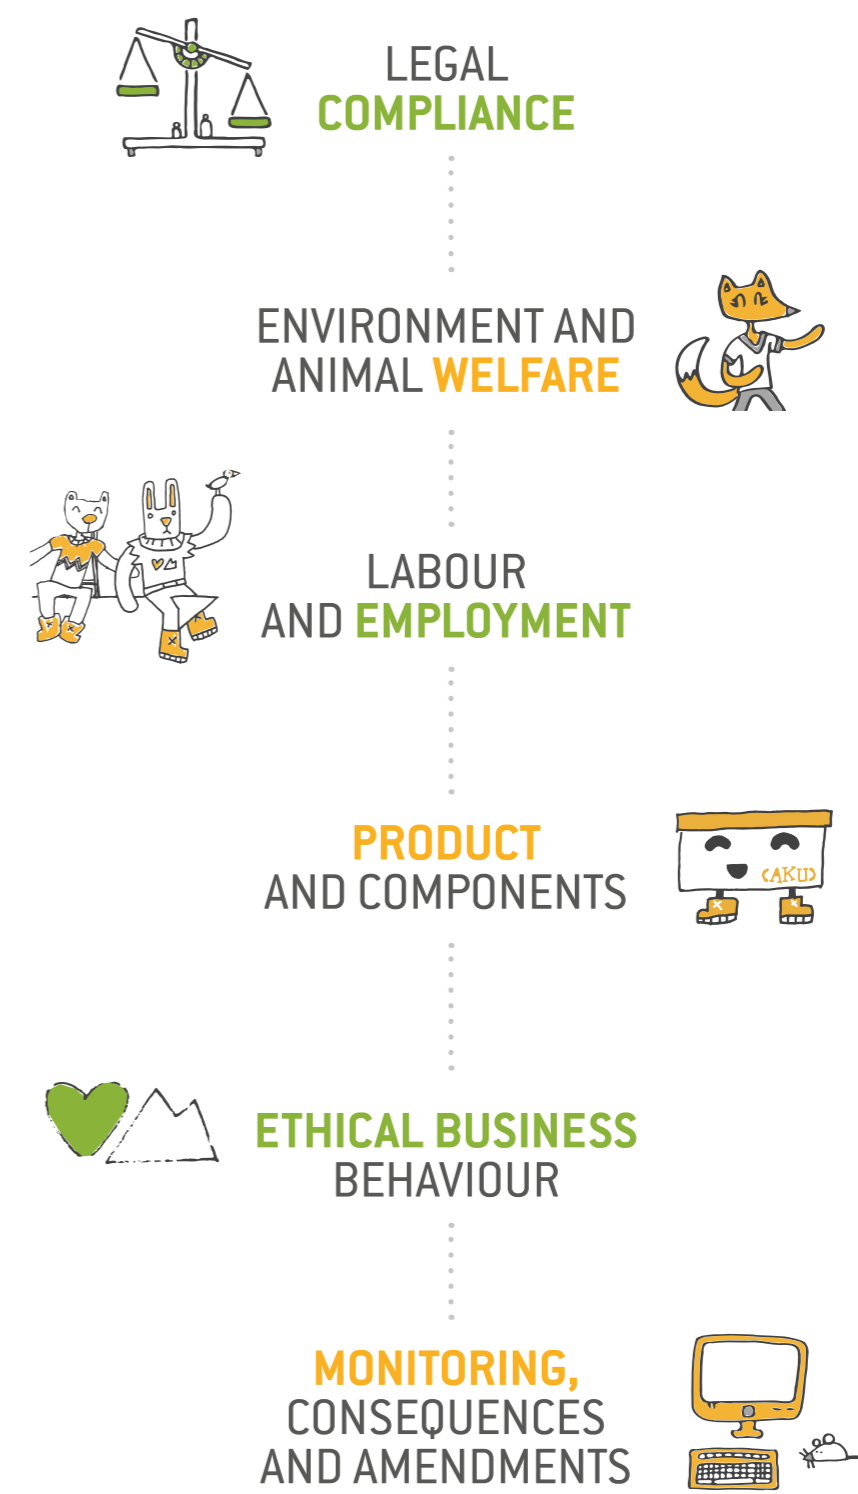 LEGAL
COMPLIANCE
ENVIRONMENT AND
ANIMAL WELFARE
LABOUR
AND EMPLOYMENT
PRODUCT
AND COMPONENTS
(AKU)
ETHICAL BUSINESS
BEHAVIOUR
MONITORING,
CONSEQUENCES
AND AMENDMENTS